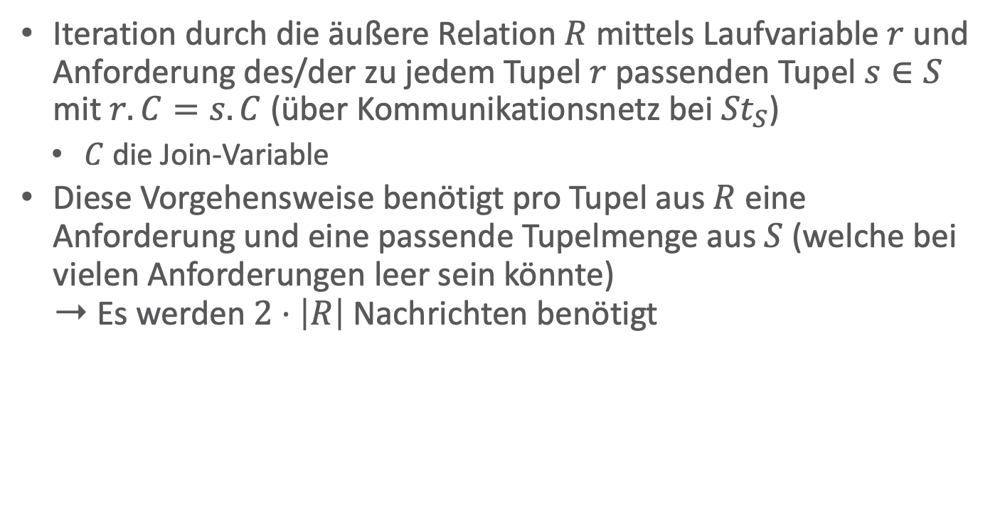 • Iteration durch die äußere Relation R mittels Laufvariable r und
Anforderung des/der zu jedem Tupel r passenden Tupel s ∈ S
mit r.C = s.C (über Kommunikationsnetz bei St_S)
• C die Join-Variable
• Diese Vorgehensweise benötigt pro Tupel aus R eine
Anforderung und eine passende Tupelmenge aus S (welche bei
vielen Anforderungen leer sein könnte)
→ Es werden 2 · |R| Nachrichten benötigt